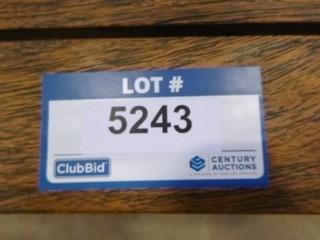 LOT #
5243
ClubBid
CENTURY
AUCTIONS